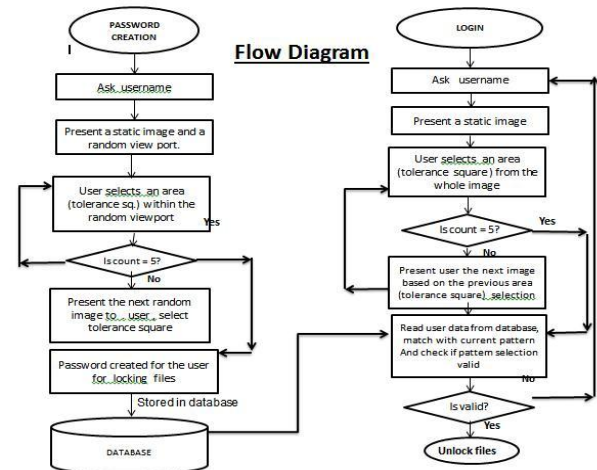 PASSWORD
CREATION
Flow Diagram
Ask username
Present a static image and a
random view port.
User selects an area
(tolerance sq.) within the
random viewport
Yes
Is count = 5?
No
Present the next random
image to . user . select
tolerance square
Password created for the user
for locking files
Stored in database
DATABASE
LOGIN
Ask username
Present a static image
User selects an area
(tolerance square) from the
whole image
Is count = 5?
Yes
No
Present user the next image
based on the previous area
(tolerance square) selection
Read user data from database,
match with current pattern
And check if pattern selection
valid
No
Is valid?
Yes
Unlock files